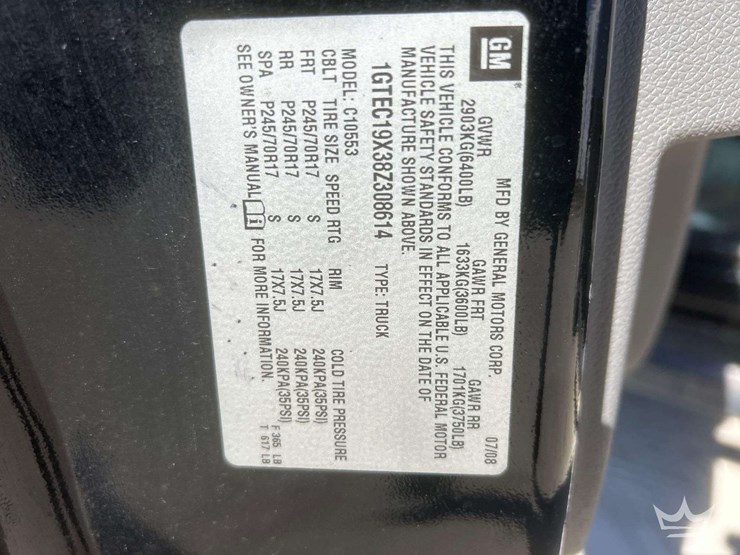 GM
MFD BY GENERAL MOTORS CORP. 07/08
GVWR GAWR FRT GAWR RR
2903KG(6400LB) 1633KG(3600LB) 1701KG(3750LB)
THIS VEHICLE CONFORMS TO ALL APPLICABLE U.S. FEDERAL MOTOR
VEHICLE SAFETY STANDARDS IN EFFECT ON THE DATE OF
MANUFACTURE SHOWN ABOVE.
1GTEC19X38Z308614 TYPE: TRUCK
MODEL: C10553
CBLT TIRE SIZE SPEED RTG RIM COLD TIRE PRESSURE
FRT P245/70R17 S 17X7.5J 240KPA(35PSI)
RR P245/70R17 S 17X7.5J 240KPA(35PSI)
SPA P245/70R17 S 17X7.5J 240KPA(35PSI) F 365 LB
SEE OWNER'S MANUAL i FOR MORE INFORMATION. T 617 LB